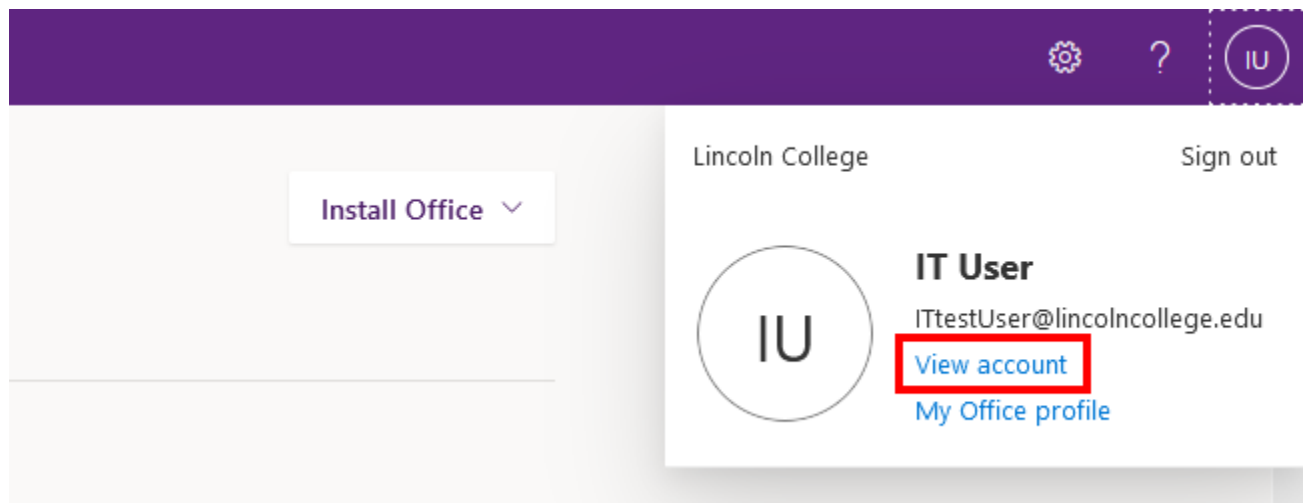 ? IU
Lincoln College Sign out
Install Office
IT User
IU
ITtestUser@lincolncollege.edu
View account
My Office profile